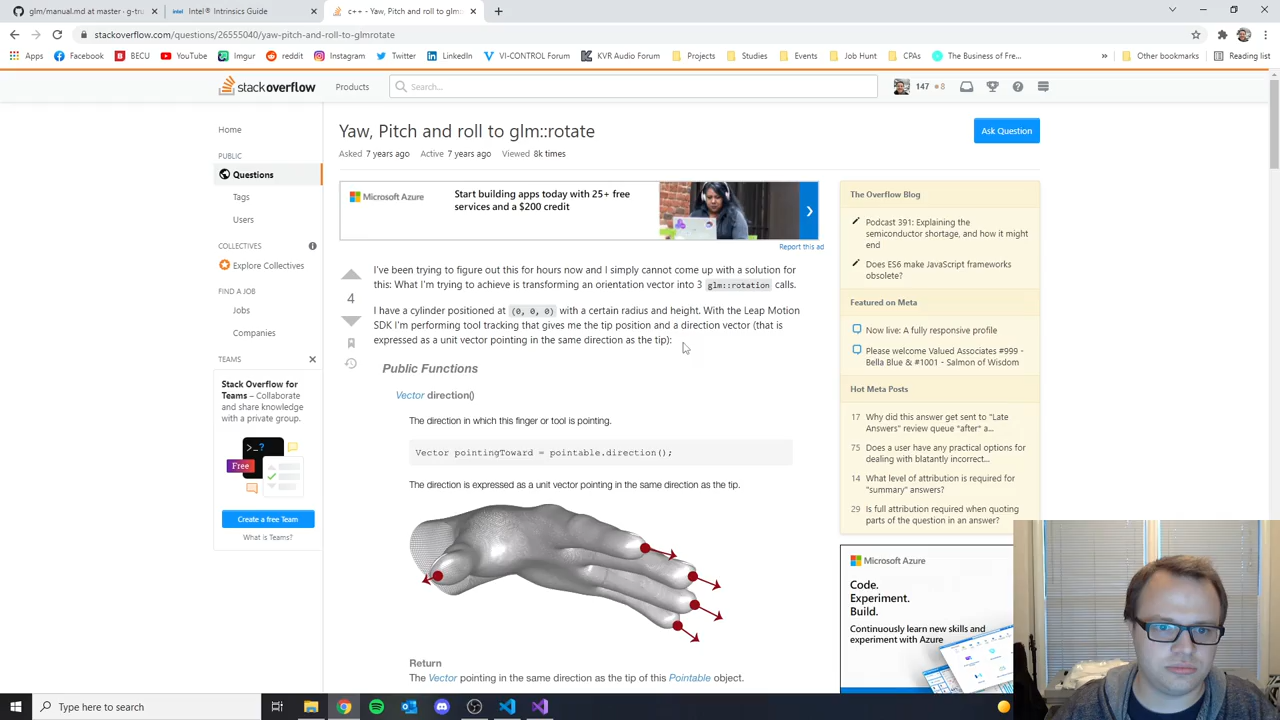 glm/manual.md at master · g-tru
Intel® Intrinsics Guide
c++ - Yaw, Pitch and roll to glm::
stackoverflow.com/questions/26555040/yaw-pitch-and-roll-to-glmrotate
Apps
Facebook
BECU
YouTube
Imgur
reddit
Instagram
Twitter
LinkedIn
VI-CONTROL Forum
KVR Audio Forum
Projects
Studies
Events
Job Hunt
CPAs
The Business of Fre...
»
Other bookmarks
Reading list
stackoverflow
Products
Search...
147
8
Home
PUBLIC
Questions
Tags
Users
COLLECTIVES
Explore Collectives
FIND A JOB
Jobs
Companies
TEAMS
Stack Overflow for
Teams – Collaborate
and share knowledge
with a private group.
Free
Create a free Team
What is Teams?
Yaw, Pitch and roll to glm::rotate
Ask Question
Asked 7 years ago Active 7 years ago Viewed 8k times
Microsoft Azure
Start building apps today with 25+ free
services and a $200 credit
Report this ad
4
I've been trying to figure out this for hours now and I simply cannot come up with a solution for
this: What I'm trying to achieve is transforming an orientation vector into 3 glm::rotation calls.
I have a cylinder positioned at (0, 0, 0) with a certain radius and height. With the Leap Motion
SDK I'm performing tool tracking that gives me the tip position and a direction vector (that is
expressed as a unit vector pointing in the same direction as the tip):
Public Functions
Vector direction()
The direction in which this finger or tool is pointing.
Vector pointingToward = pointable.direction();
The direction is expressed as a unit vector pointing in the same direction as the tip.
Return
The Vector pointing in the same direction as the tip of this Pointable object.
The Overflow Blog
Podcast 391: Explaining the
semiconductor shortage, and how it might
end
Does ES6 make JavaScript frameworks
obsolete?
Featured on Meta
Now live: A fully responsive profile
Please welcome Valued Associates #999 -
Bella Blue & #1001 - Salmon of Wisdom
Hot Meta Posts
17 Why did this answer get sent to "Late
Answers" review queue *after* a...
75 Does a user have any practical options for
dealing with blatantly incorrect...
14 What level of attribution is required for
"summary" answers?
29 Is full attribution required when quoting
parts of the question in an answer?
Microsoft Azure
Code.
Experiment.
Build.
Continuously learn new skills and
experiment with Azure
Type here to search